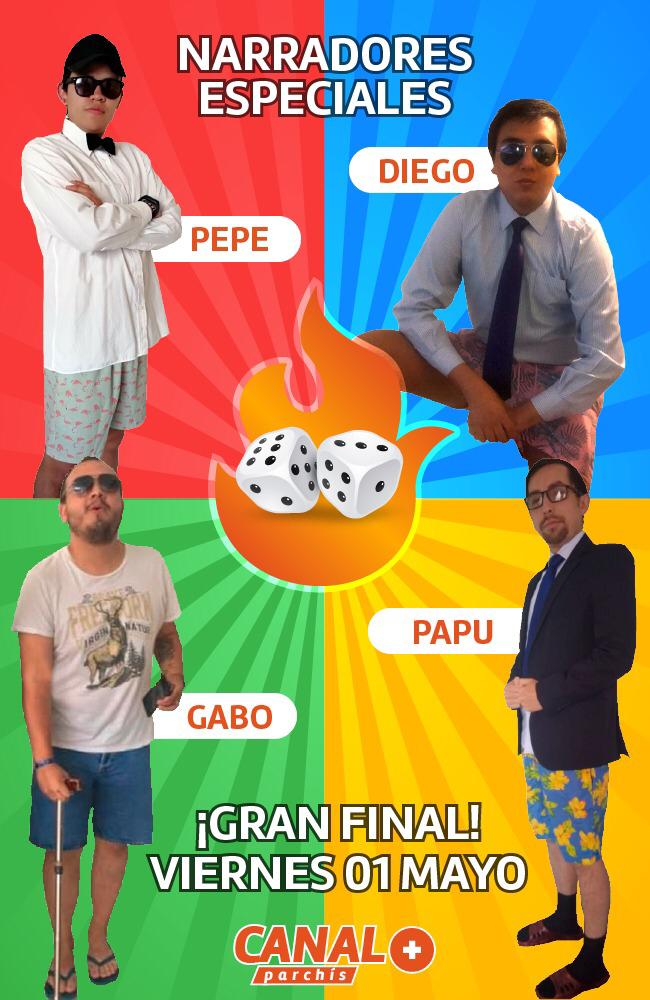 NARRADORES
ESPECIALES
DIEGO
PEPE
PAPU
GABO
¡GRAN FINAL!
VIERNES 01 MAYO
CANAL+
parchís